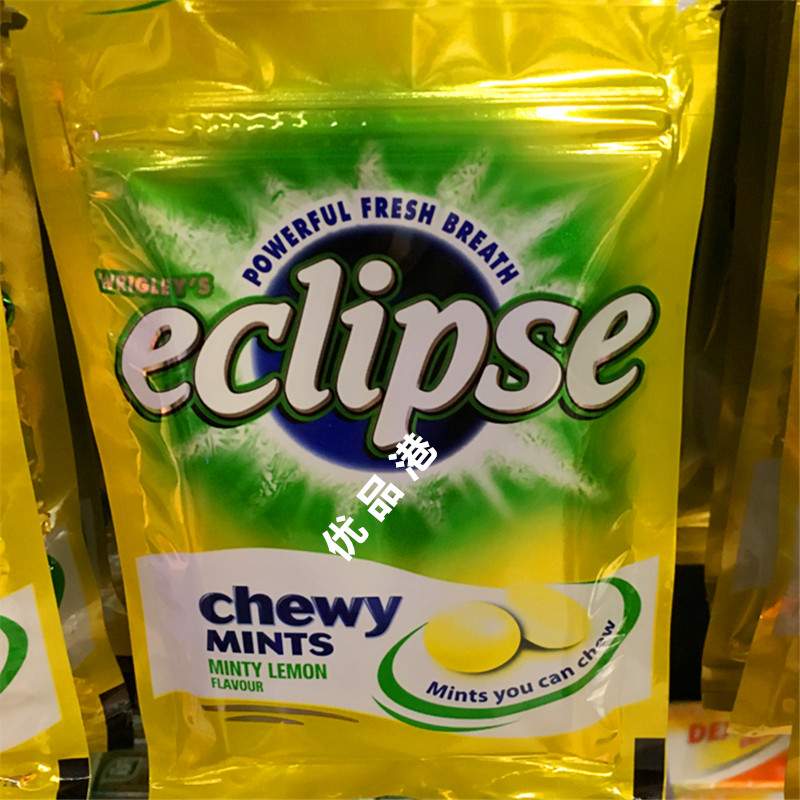 POWERFUL FRESH BREATH
WRIGLEY'S
eclipse
优品港
chewy
MINTS
MINTY LEMON
FLAVOUR
Mints you can chew